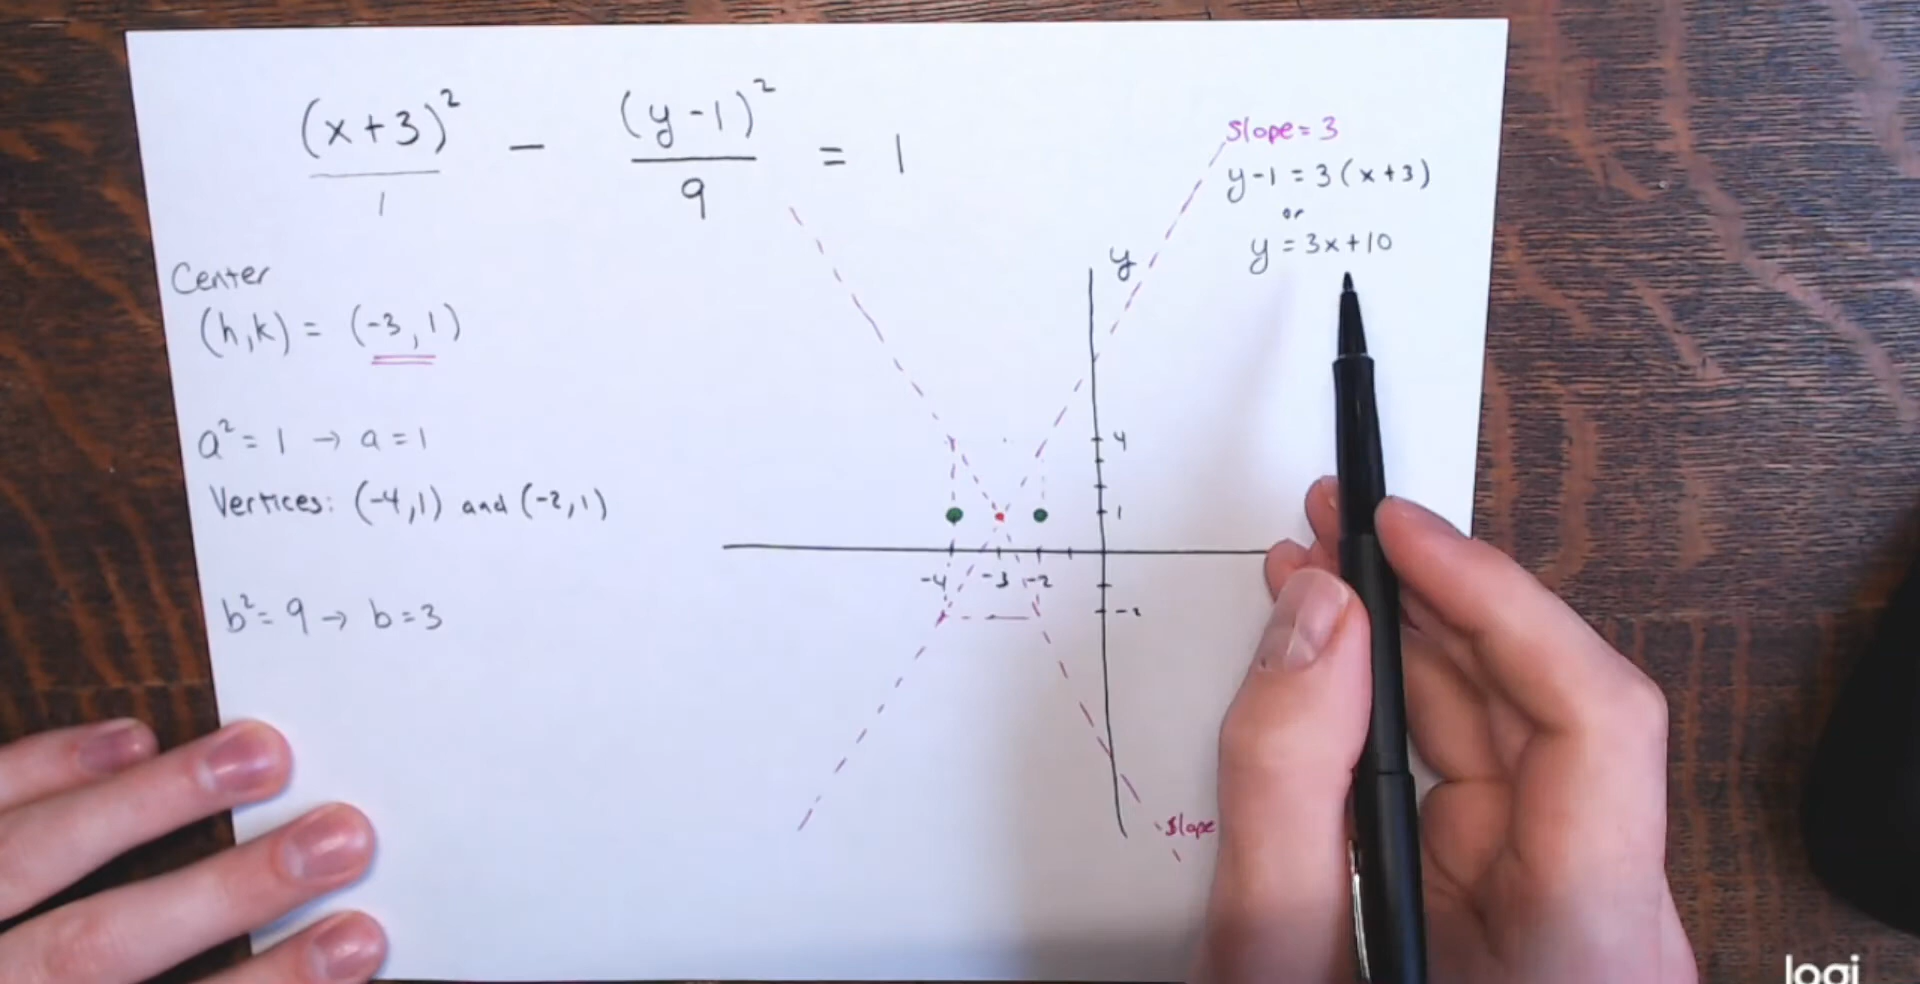 (x+3)² / 1 - (y-1)² / 9 = 1
Center
(h,k) = (-3,1)
a² = 1 → a = 1
Vertices: (-4,1) and (-2,1)
b² = 9 → b = 3
slope = 3
y-1 = 3(x+3)
or
y = 3x+10
y
4
1
-4 -3 -2
-2
slope
logi